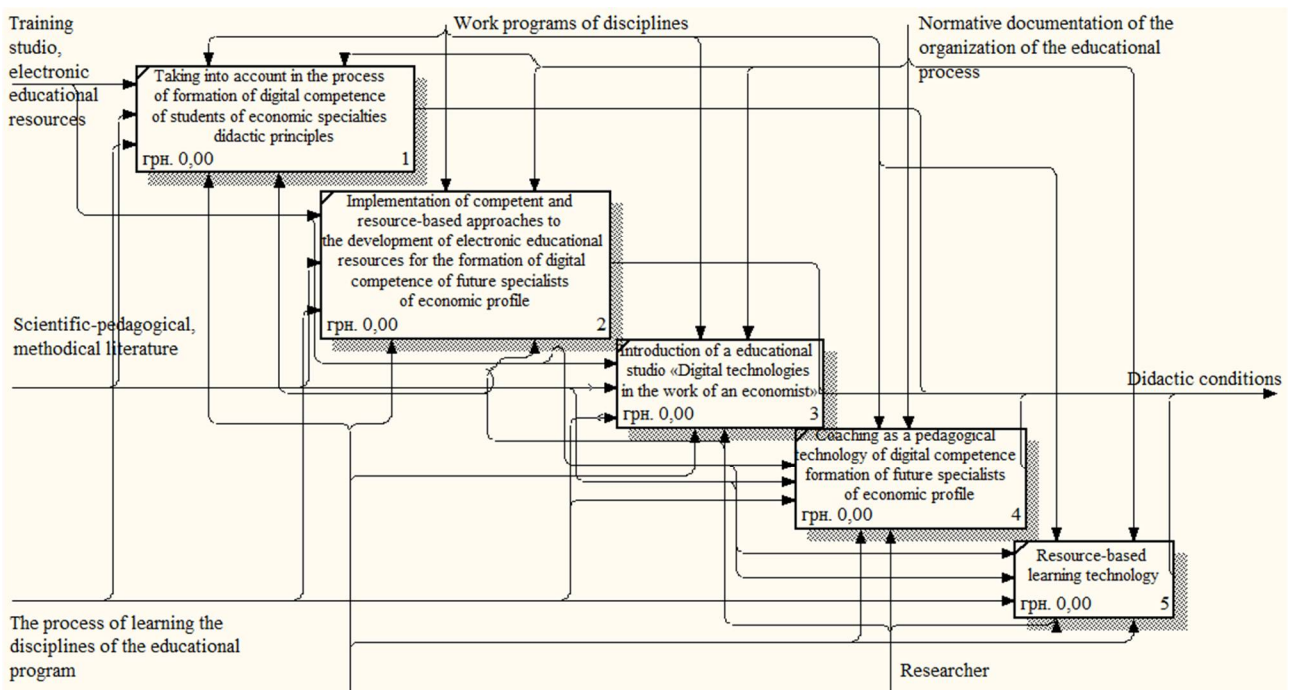 Training
studio,
electronic
educational
resources
Work programs of disciplines
Normative documentation of the
organization of the educational
process
Taking into account in the process
of formation of digital competence
of students of economic specialties
didactic principles
грн. 0,00 1
Implementation of competent and
resource-based approaches to
the development of electronic educational
resources for the formation of digital
competence of future specialists
of economic profile
грн. 0,00 2
Scientific-pedagogical,
methodical literature
Introduction of a educational
studio «Digital technologies
in the work of an economist»
грн. 0,00 3
Didactic conditions
Coaching as a pedagogical
technology of digital competence
formation of future specialists
of economic profile
грн. 0,00 4
Resource-based
learning technology
грн. 0,00 5
The process of learning the
disciplines of the educational
program
Researcher